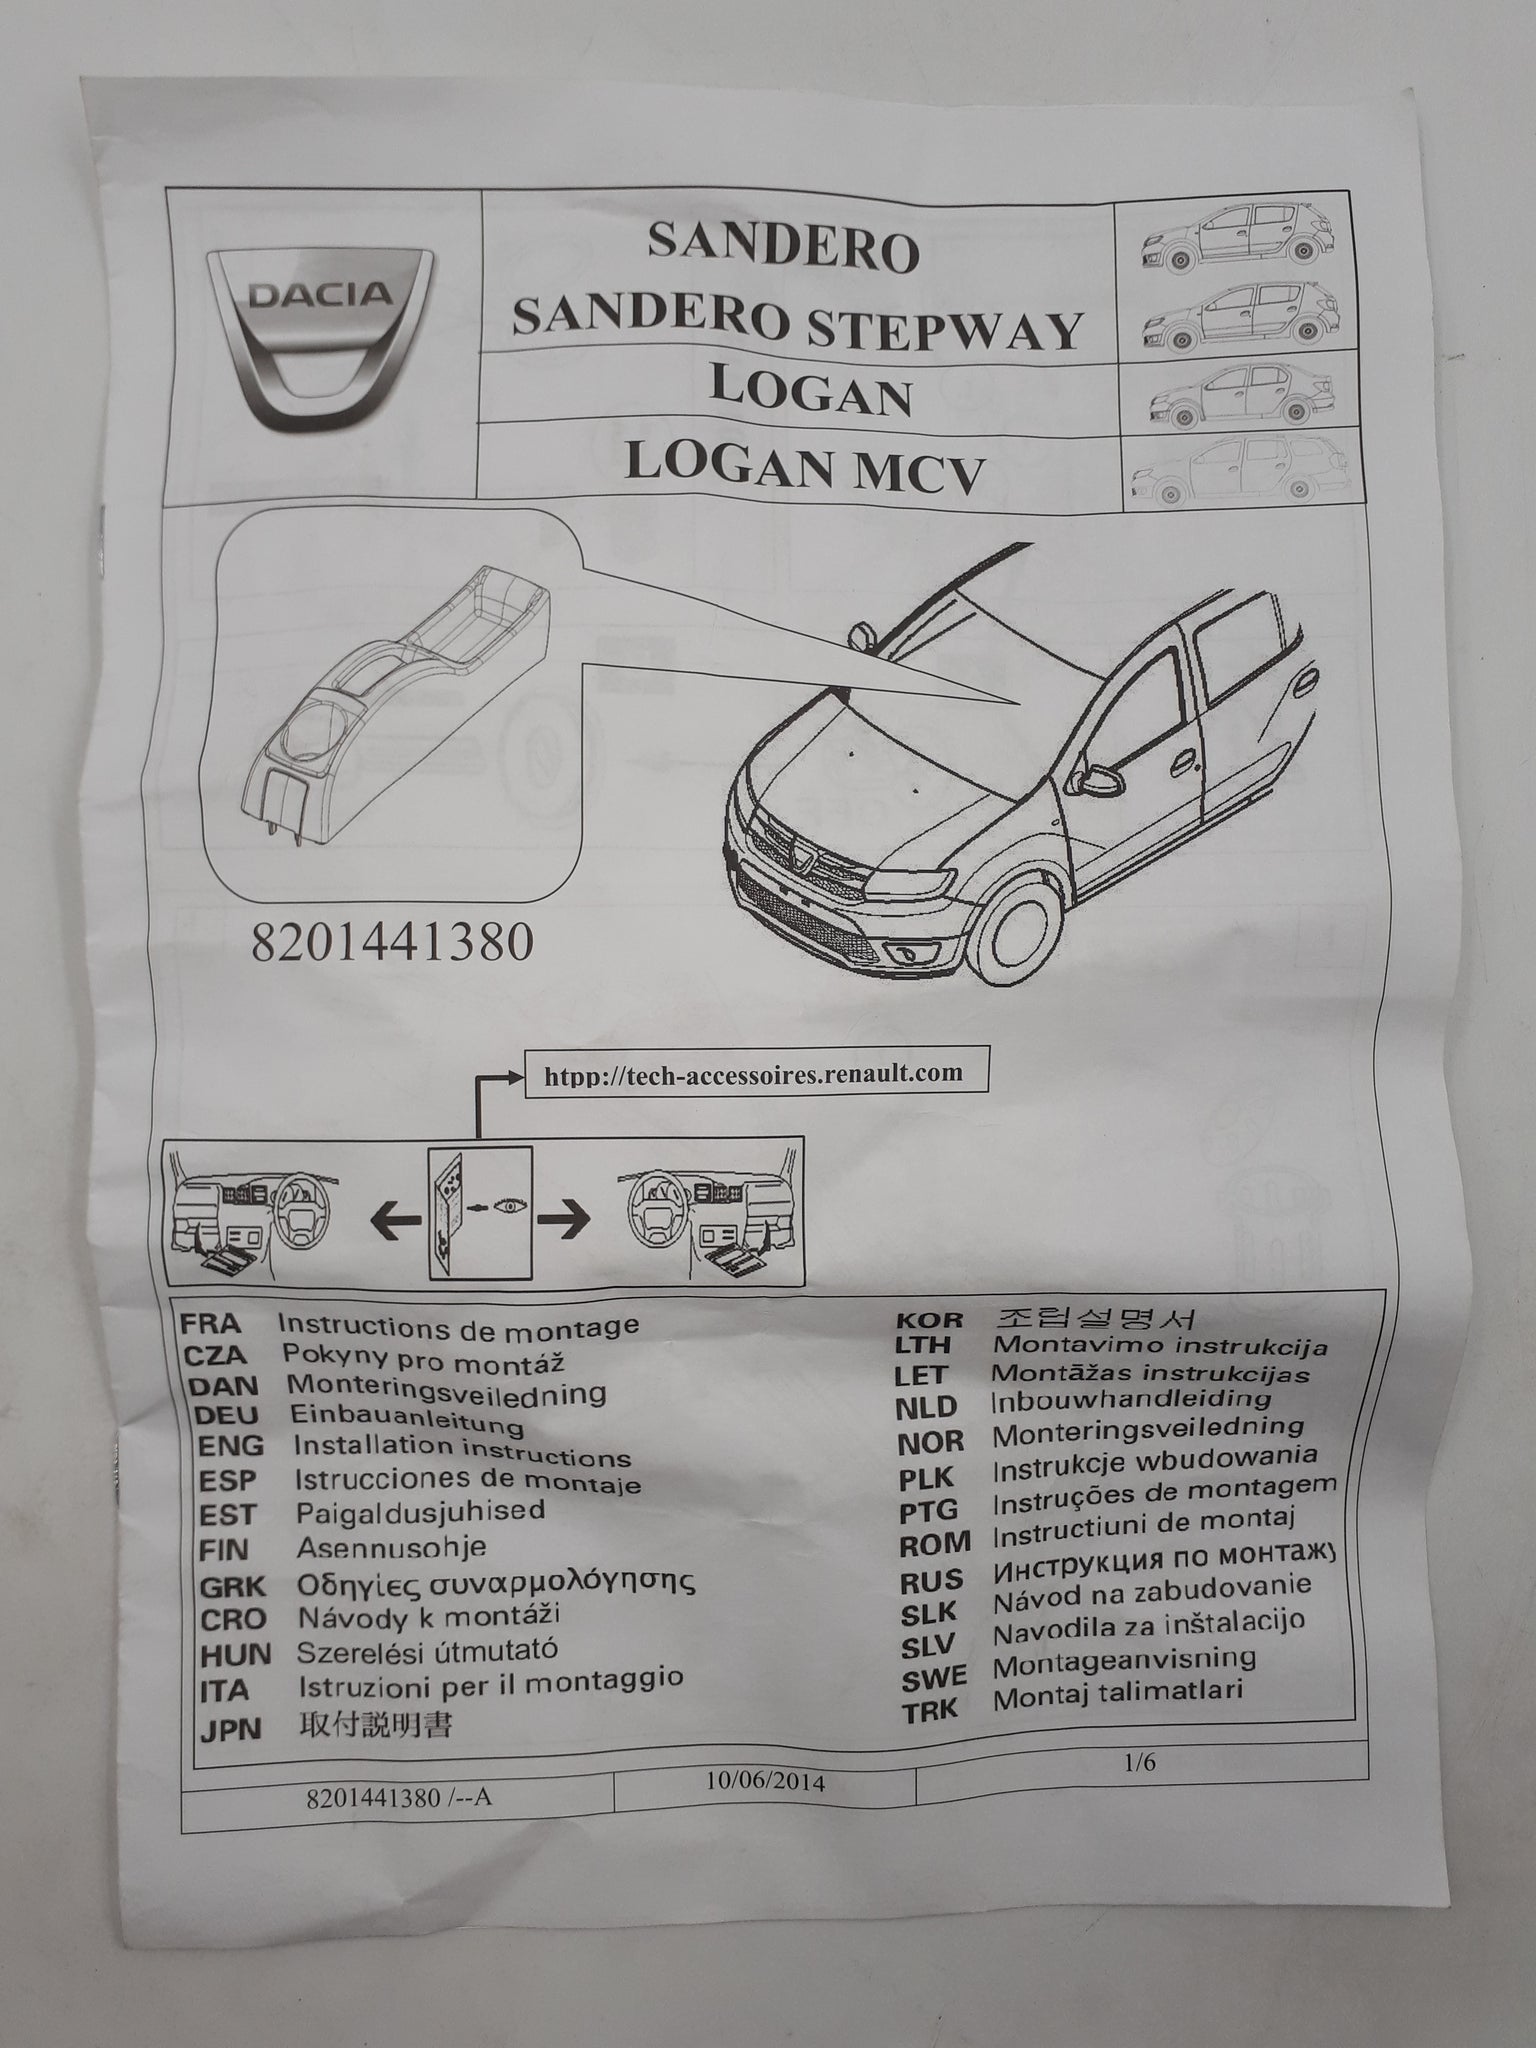 DACIA
SANDERO
SANDERO STEPWAY
LOGAN
LOGAN MCV
8201441380
htpp://tech-accessoires.renault.com
FRA Instructions de montage
CZA Pokyny pro montáž
DAN Monteringsveiledning
DEU Einbauanleitung
ENG Installation instructions
ESP Istrucciones de montaje
EST Paigaldusjuhised
FIN Asennusohje
GRK Οδηγίες συναρμολόγησης
CRO Návody k montáži
HUN Szerelési útmutató
ITA Istruzioni per il montaggio
JPN 取付説明書
KOR 조립설명서
LTH Montavimo instrukcija
LET Montāžas instrukcijas
NLD Inbouwhandleiding
NOR Monteringsveiledning
PLK Instrukcje wbudowania
PTG Instruções de montagem
ROM Instructiuni de montaj
RUS Инструкция по монтажу
SLK Návod na zabudovanie
SLV Navodila za inštalacijo
SWE Montageanvisning
TRK Montaj talimatlari
8201441380 /--A
10/06/2014
1/6